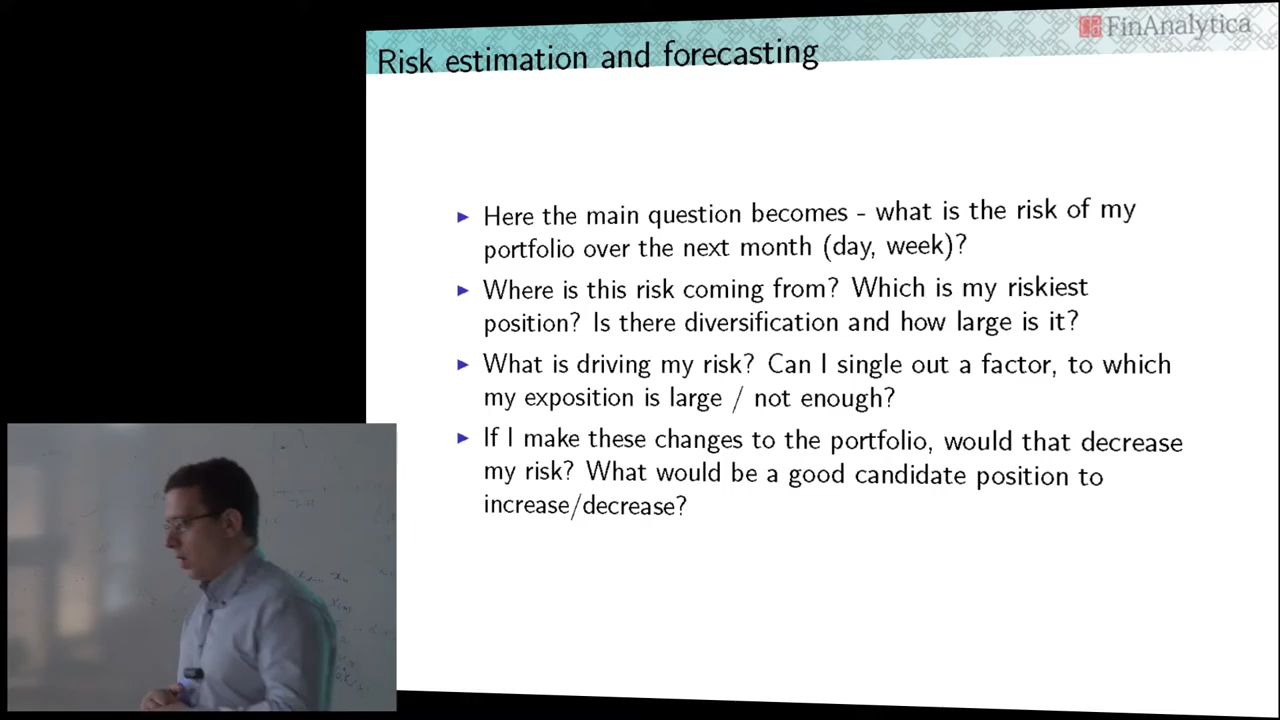 FinAnalytica
Risk estimation and forecasting
Here the main question becomes - what is the risk of my
portfolio over the next month (day, week)?
Where is this risk coming from? Which is my riskiest
position? Is there diversification and how large is it?
What is driving my risk? Can I single out a factor, to which
my exposition is large / not enough?
If I make these changes to the portfolio, would that decrease
my risk? What would be a good candidate position to
increase/decrease?